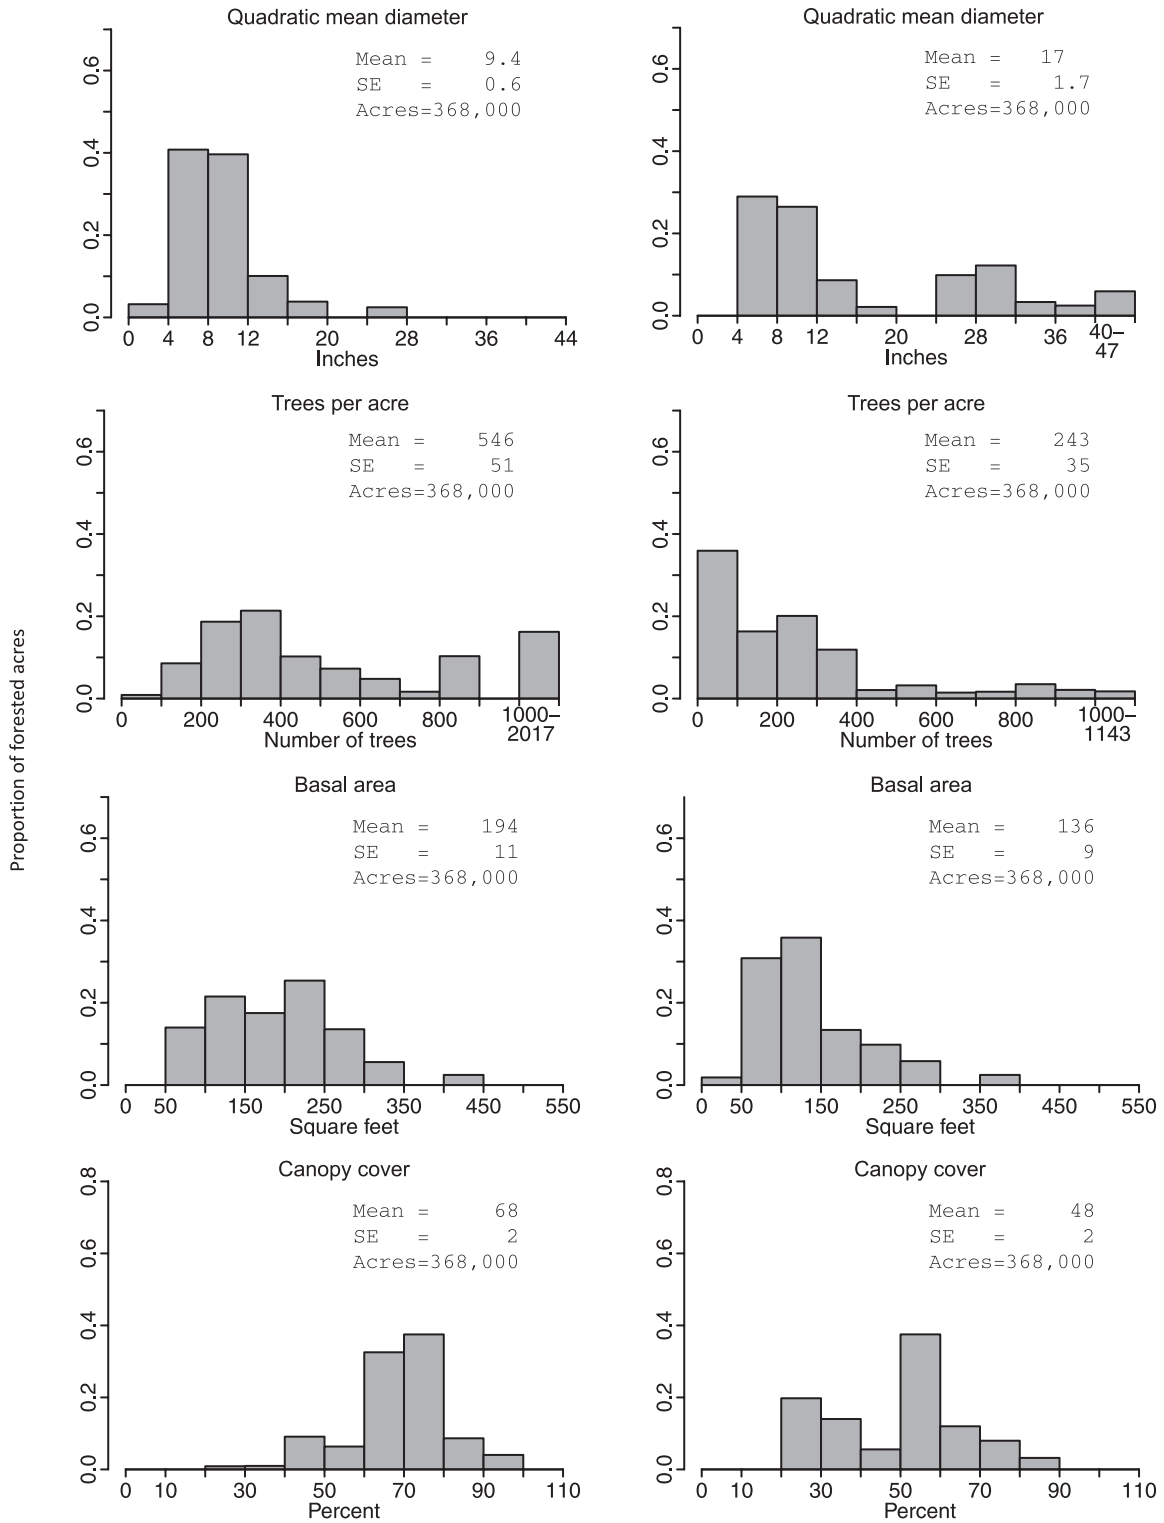 Proportion of forested acres
Quadratic mean diameter
Mean = 9.4
SE = 0.6
Acres=368,000
0.0 0.2 0.4 0.6
0 4 8 12 20 28 36 44
Inches
Quadratic mean diameter
Mean = 17
SE = 1.7
Acres=368,000
0.0 0.2 0.4 0.6
0 4 8 12 20 28 36 40–
47
Inches
Trees per acre
Mean = 546
SE = 51
Acres=368,000
0.0 0.2 0.4 0.6
0 200 400 600 800 1000–
2017
Number of trees
Trees per acre
Mean = 243
SE = 35
Acres=368,000
0.0 0.2 0.4 0.6
0 200 400 600 800 1000–
1143
Number of trees
Basal area
Mean = 194
SE = 11
Acres=368,000
0.0 0.2 0.4 0.6
0 50 150 250 350 450 550
Square feet
Basal area
Mean = 136
SE = 9
Acres=368,000
0.0 0.2 0.4 0.6
0 50 150 250 350 450 550
Square feet
Canopy cover
Mean = 68
SE = 2
Acres=368,000
0.0 0.2 0.4 0.6 0.8
0 10 30 50 70 90 110
Percent
Canopy cover
Mean = 48
SE = 2
Acres=368,000
0.0 0.2 0.4 0.6 0.8
0 10 30 50 70 90 110
Percent